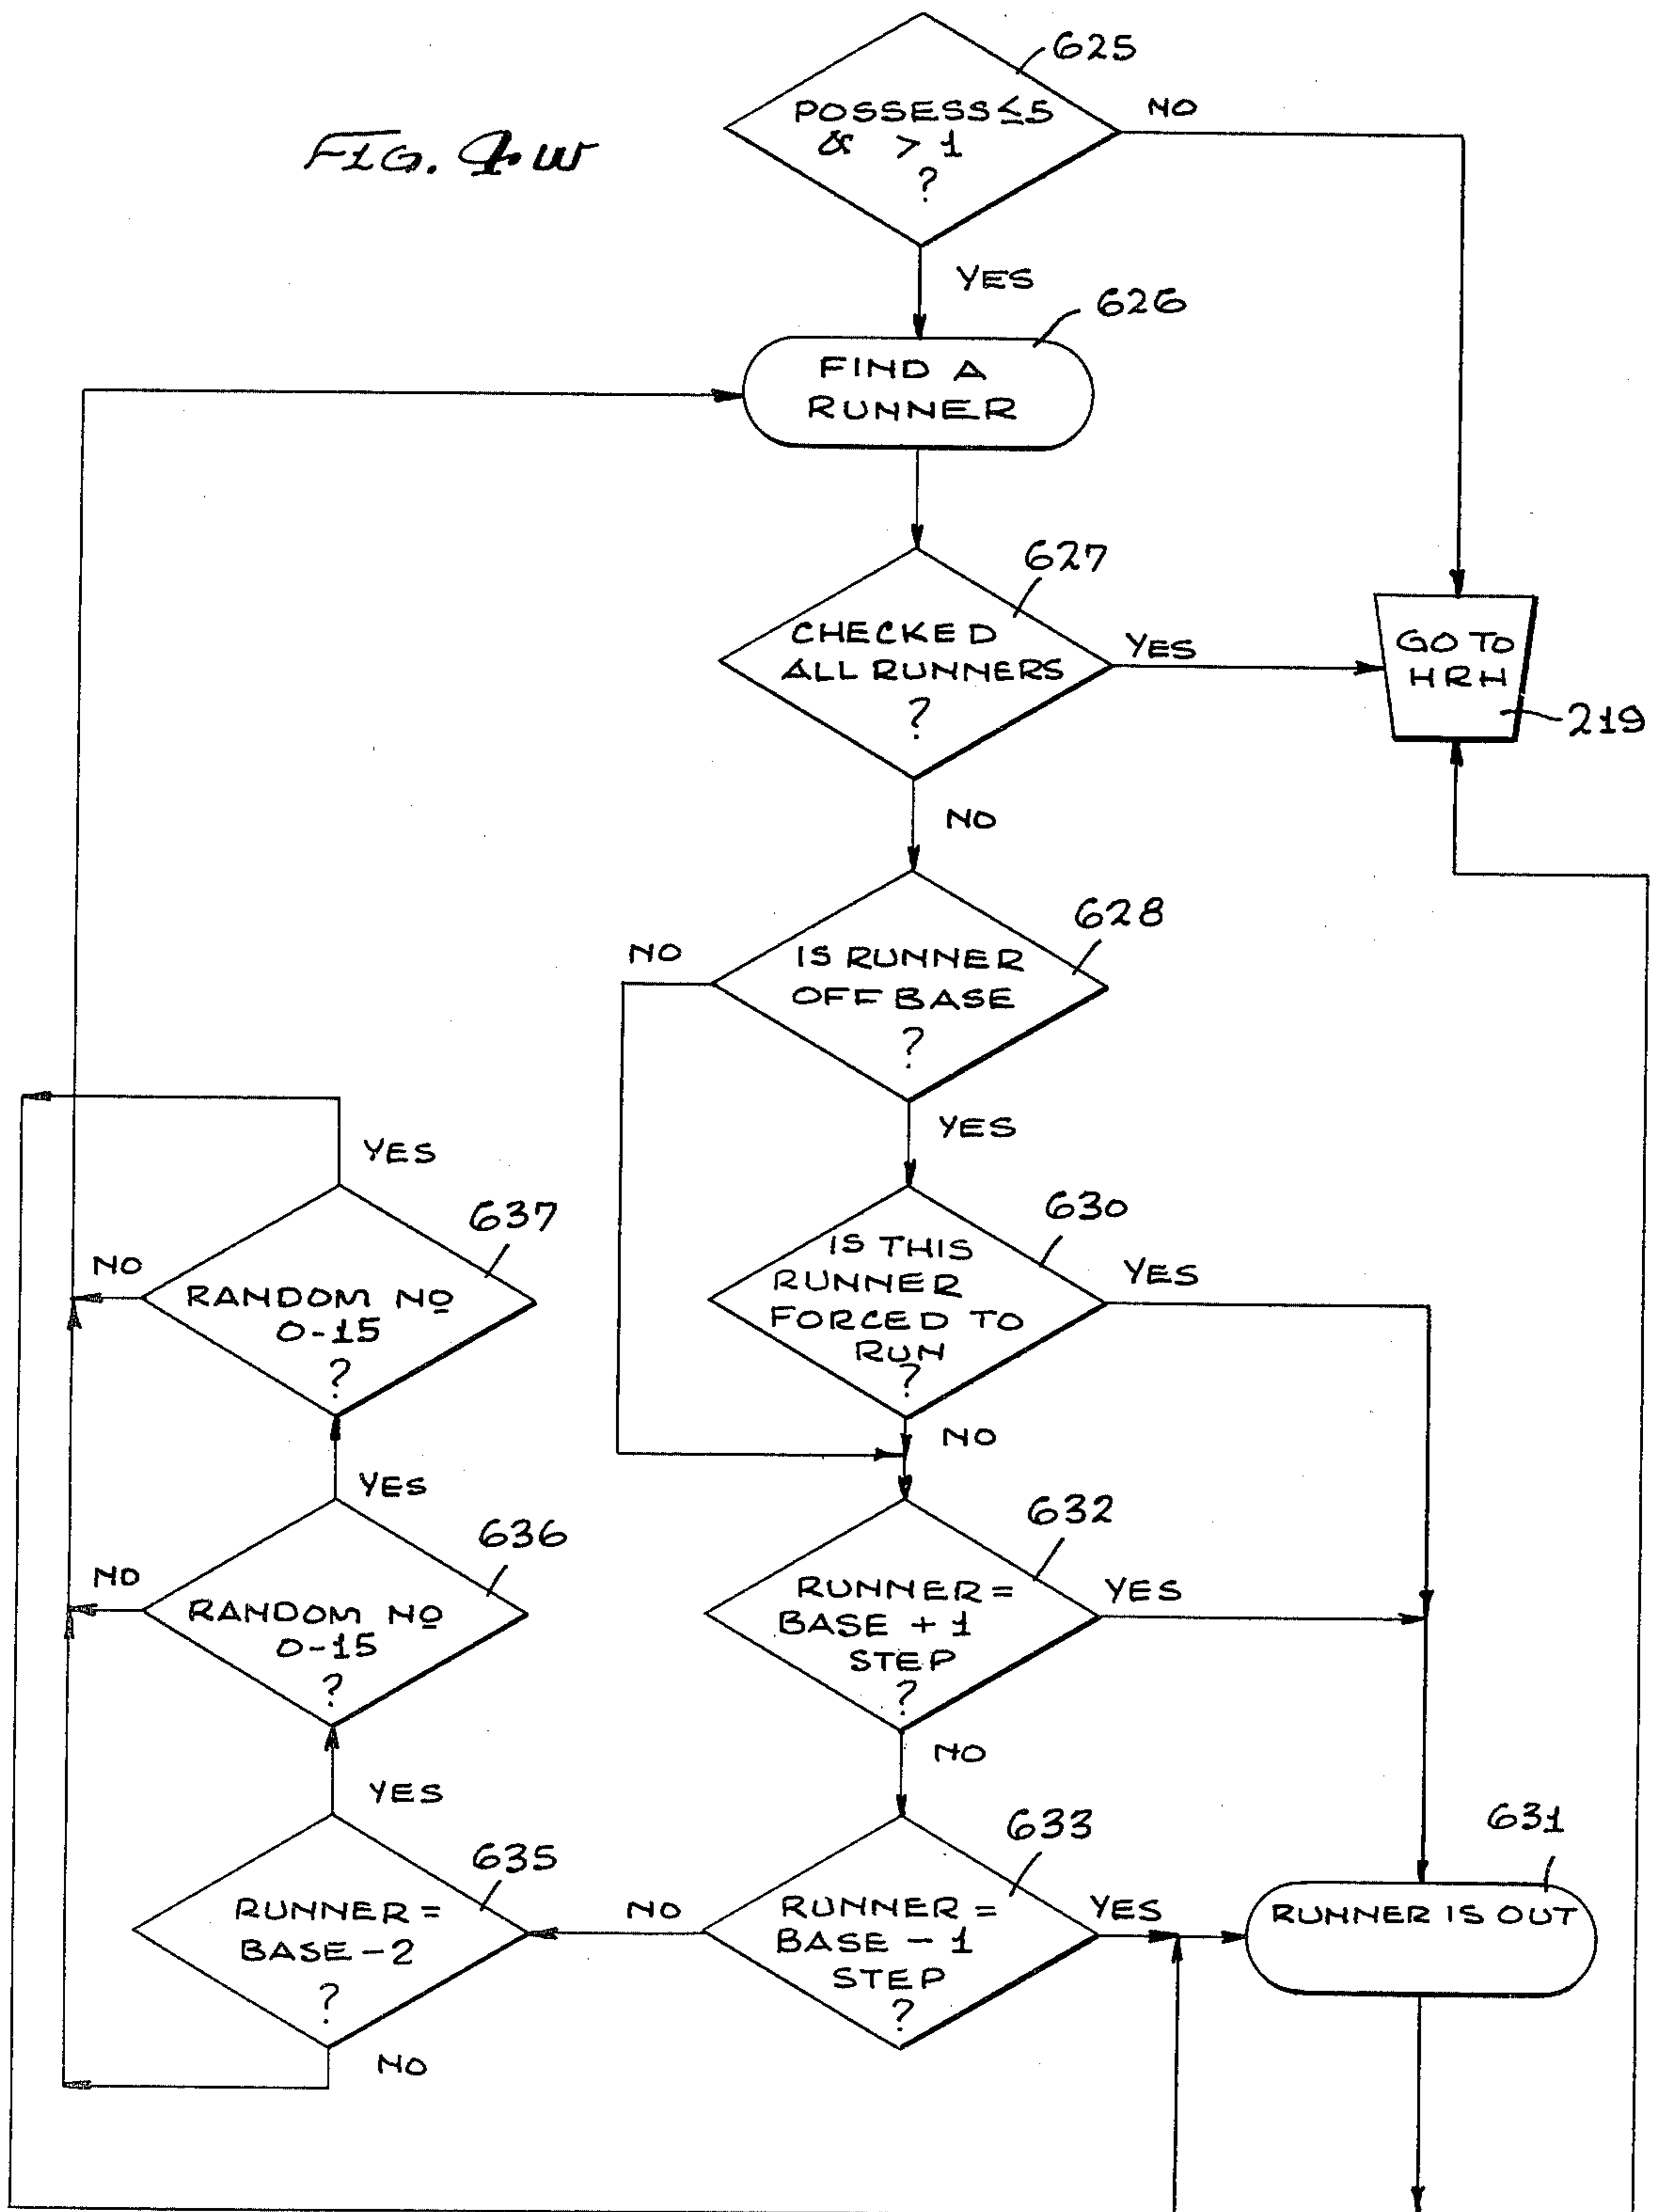 FIG. 4w
625
POSSESS ≤5
& > 1
?
NO
YES
626
FIND A
RUNNER
627
CHECKED
ALL RUNNERS
?
YES
GO TO
HRH
219
NO
628
NO
IS RUNNER
OFF BASE
?
YES
YES
637
NO
RANDOM NO
0-15
?
630
IS THIS
RUNNER
FORCED TO
RUN
?
YES
NO
YES
636
NO
RANDOM NO
0-15
?
632
RUNNER =
BASE + 1
STEP
?
YES
NO
YES
635
RUNNER =
BASE - 2
?
NO
NO
633
RUNNER =
BASE - 1
STEP
?
YES
631
RUNNER IS OUT